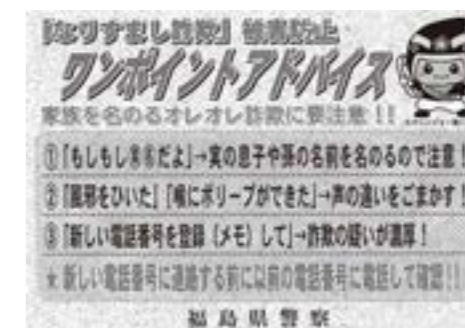 『なりすまし詐欺』徹底防止
ワンポイントアドバイス
家族を名のるオレオレ詐欺に要注意!!
①「もしもし※※だよ」→実の息子や孫の名前を名のるので注意!
②「風邪をひいた」「喉にポリープができた」→声の違いをごまかす!
③「新しい電話番号を登録(メモ)して」→詐欺の疑いが濃厚!
★新しい電話番号に連絡する前に以前の電話番号に電話して確認!!
福島県警察